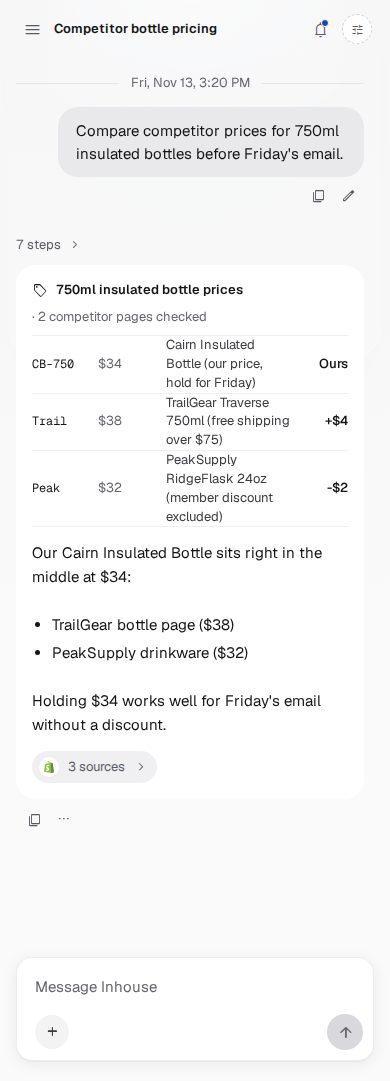 Competitor bottle pricing
Fri, Nov 13, 3:20 PM
Compare competitor prices for 750ml
insulated bottles before Friday's email.
7 steps
750ml insulated bottle prices
· 2 competitor pages checked
CB-750 $34 Cairn Insulated Bottle (our price, hold for Friday) Ours
Trail $38 TrailGear Traverse 750ml (free shipping over $75) +$4
Peak $32 PeakSupply RidgeFlask 24oz (member discount excluded) -$2
Our Cairn Insulated Bottle sits right in the
middle at $34:
• TrailGear bottle page ($38)
• PeakSupply drinkware ($32)
Holding $34 works well for Friday's email
without a discount.
3 sources
Message Inhouse